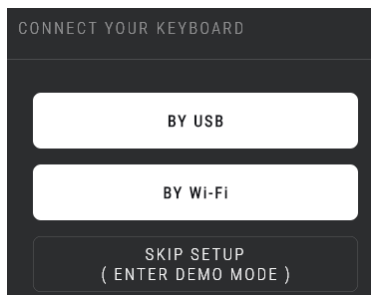 CONNECT YOUR KEYBOARD
BY USB
BY Wi-Fi
SKIP SETUP
( ENTER DEMO MODE )